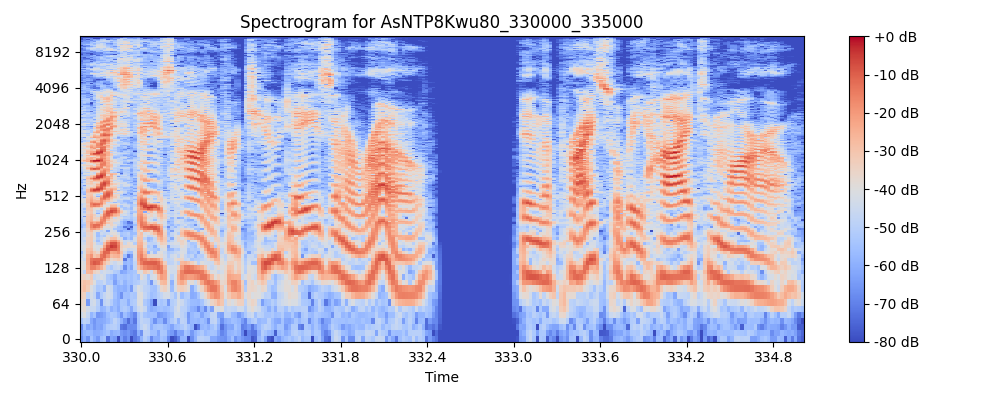 Spectrogram for AsNTP8Kwu80_330000_335000
8192
4096
2048
1024
512
256
128
64
0
Hz
330.0 330.6 331.2 331.8 332.4 333.0 333.6 334.2 334.8
Time
+0 dB
-10 dB
-20 dB
-30 dB
-40 dB
-50 dB
-60 dB
-70 dB
-80 dB